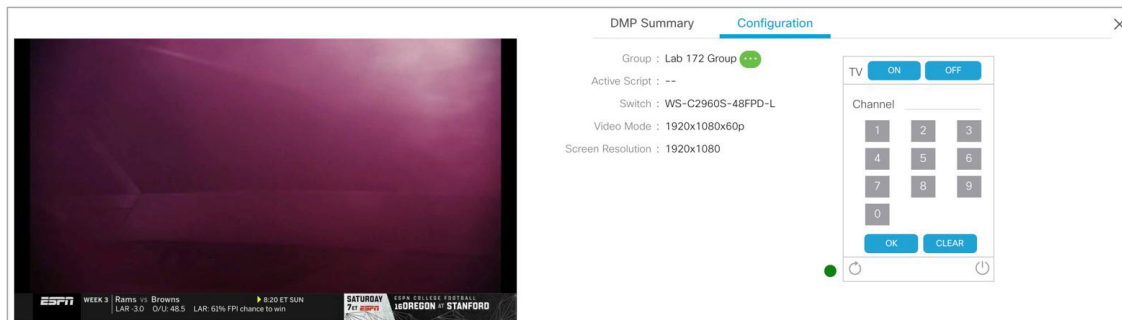 DMP Summary Configuration
Group : Lab 172 Group
Active Script : --
Switch : WS-C2960S-48FPD-L
Video Mode : 1920x1080x60p
Screen Resolution : 1920x1080
TV ON OFF
Channel
1 2 3
4 5 6
7 8 9
0
OK CLEAR
ESPN WEEK 3 Rams vs Browns 8:20 ET SUN
LAR -3.0 O/U: 48.5 LAR: 61% FPI chance to win
SATURDAY ESPN COLLEGE FOOTBALL
7ET ESPN 16 OREGON AT STANFORD